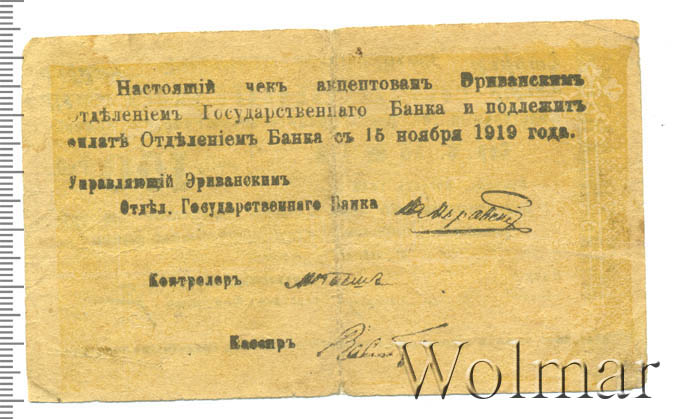 Настоящій чекъ акцептованъ Эриванскимъ
Отдѣленіемъ Государственнаго Банка и подлежитъ
оплатѣ Отдѣленіемъ Банка съ 15 ноября 1919 года.
Управляющій Эриванскимъ
Отдѣл. Государственнаго Банка
Контролеръ
Кассиръ
Wolmar